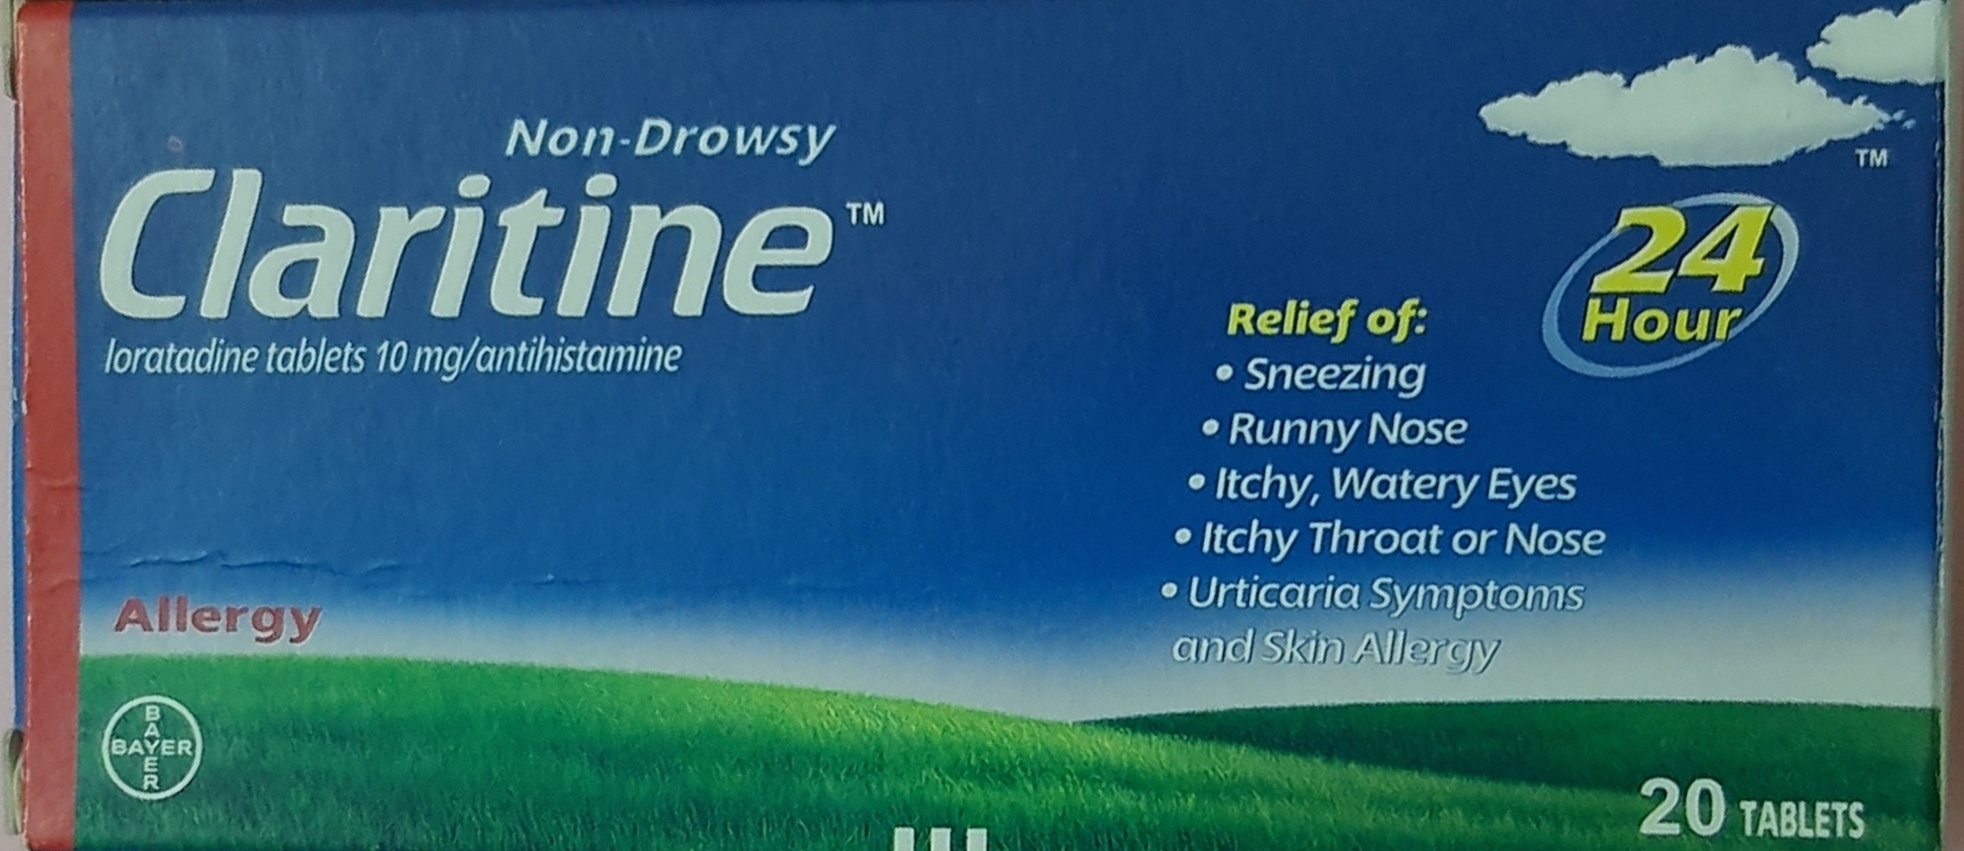 Non-Drowsy
Claritine™
loratadine tablets 10 mg/antihistamine
TM
24
Hour
Relief of:
• Sneezing
• Runny Nose
• Itchy, Watery Eyes
• Itchy Throat or Nose
• Urticaria Symptoms
and Skin Allergy
Allergy
BAYER
BAYER
20 TABLETS